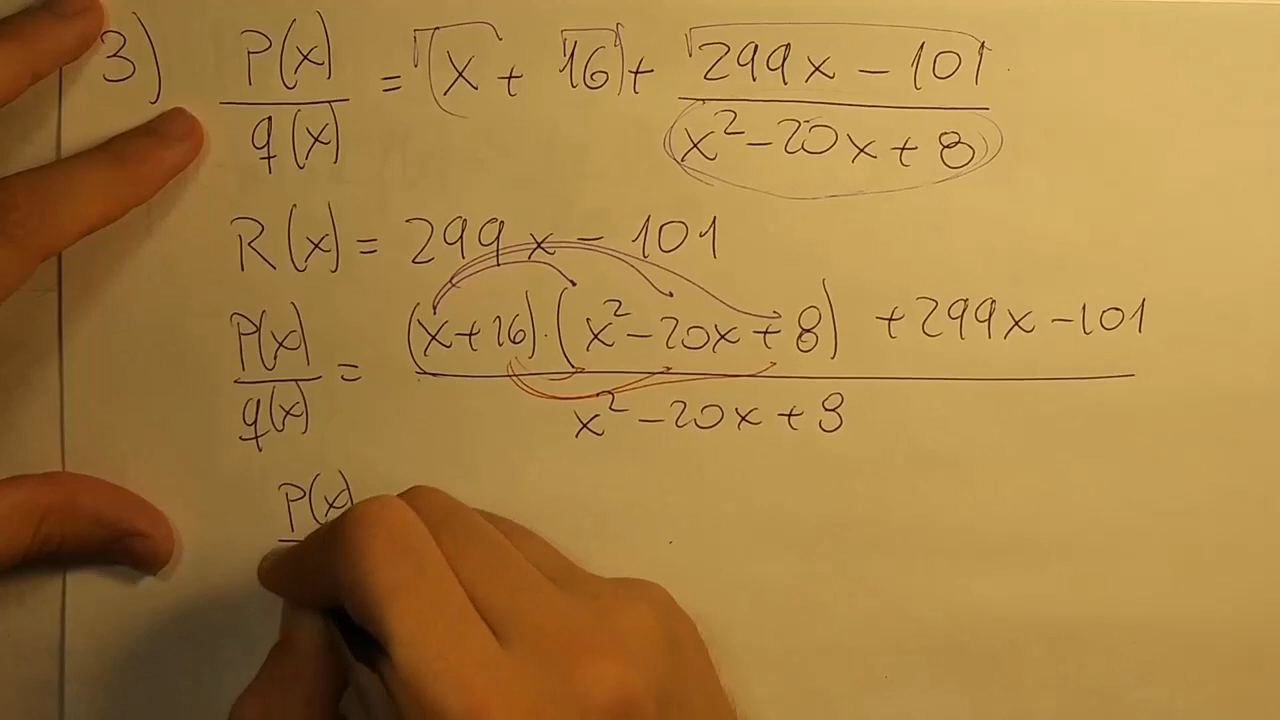 3) P(x)/q(x) = (x + 16) + (299x - 101)/(x² - 20x + 8)
R(x) = 299x - 101
P(x)/q(x) = ((x + 16) · (x² - 20x + 8) + 299x - 101)/(x² - 20x + 8)
P(x)